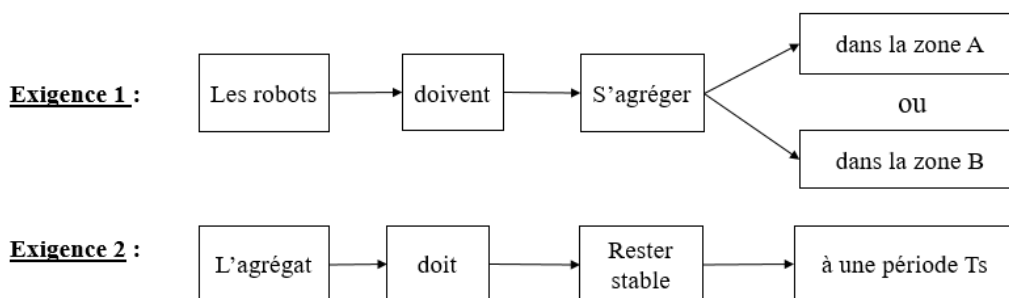 Exigence 1 :
Les robots
doivent
S’agréger
dans la zone A
ou
dans la zone B
Exigence 2 :
L’agrégat
doit
Rester
stable
à une période Ts